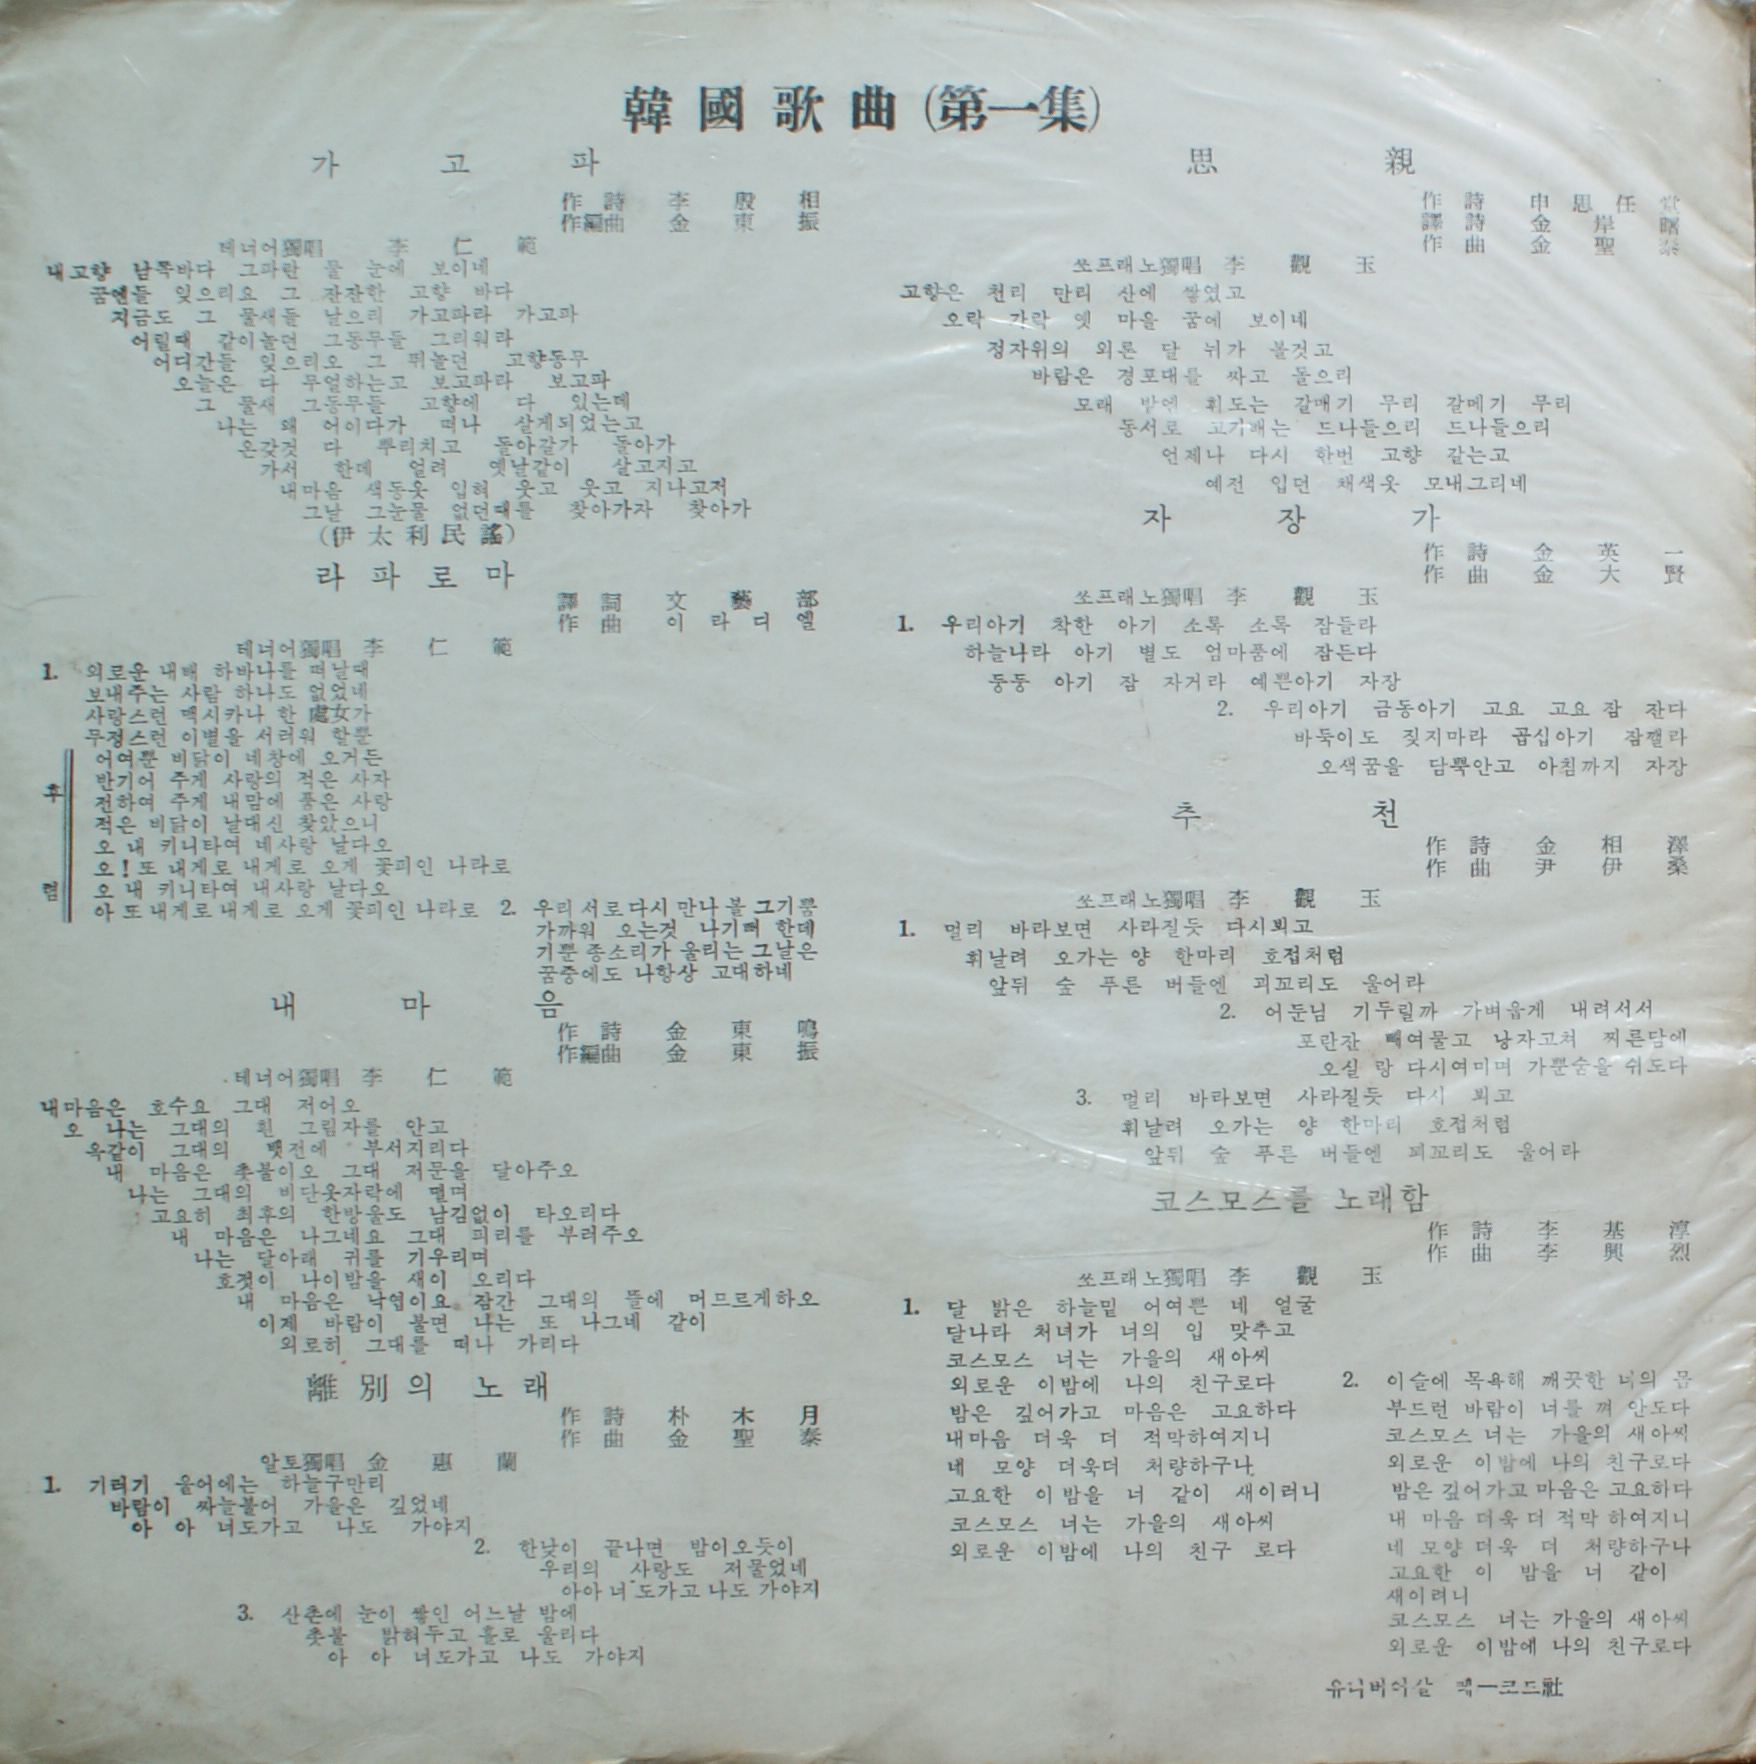 韓國歌曲(第一集)
가고파
作詩 李殷相
作編曲 金東振
테너어獨唱 李仁範
내고향 남쪽바다 그파란 물 눈에 보이네
꿈엔들 잊으리요 그 잔잔한 고향 바다
지금도 그 물새들 날으리 가고파라 가고파
어릴때 같이놀던 그동무들 그리워라
어디간들 잊으리오 그 뛰놀던 고향동무
오늘은 다 무얼하는고 보고파라 보고파
그 물새 그동무들 고향에 다 있는데
나는 왜 어이다가 떠나 살게되었는고
온갖것 다 뿌리치고 돌아갈가 돌아가
가서 한데 얼려 옛날같이 살고지고
내마음 색동옷 입혀 웃고 웃고 지나고저
그날 그눈물 없던때를 찾아가자 찾아가
(伊太利民謠)
라파로마
譯詞 文藝部
作曲 이라디엘
테너어獨唱 李仁範
1. 외로운 내배 하바나를 떠날때
보내주는 사람 하나도 없었네
사랑스런 맥시카나 한 處女가
무정스런 이별을 서러워 할뿐
후렴
어여뿐 비닭이 네창에 오거든
반기어 주게 사랑의 적은 사자
전하여 주게 내맘에 품은 사랑
적은 비닭이 날대신 찾았으니
오 내 키니타여 네사랑 날다오
오!또 내게로 내게로 오게 꽃피인 나라로
오 내 키니타여 내사랑 날다오
아 또 내게로 내게로 오게 꽃피인 나라로
2. 우리 서로다시 만나 볼 그기쁨
가까워 오는것 나기뻐 한데
기쁜 종소리가 울리는 그날은
꿈중에도 나항상 고대하네
내마음
作詩 金東鳴
作編曲 金東振
테너어獨唱 李仁範
내마음은 호수요 그대 저어오
오 나는 그대의 흰 그림자를 안고
옥같이 그대의 뱃전에 부서지리다
내 마음은 촛불이오 그대 저문을 달아주오
나는 그대의 비단옷자락에 떨며
고요히 최후의 한방울도 남김없이 타오리다
내 마음은 나그네요 그대 피리를 부러주오
나는 달아래 귀를 기우리며
호젓이 나이밤을 새이 오리다
내 마음은 낙엽이요 잠간 그대의 뜰에 머므르게하오
이제 바람이 불면 나는 또 나그네 같이
외로히 그대를 떠나 가리다
離別의 노래
作詩 朴木月
作曲 金聖泰
알토獨唱 金惠蘭
1. 기러기 울어에는 하늘구만리
바람이 싸늘불어 가을은 깊었네
아 아 너도가고 나도 가야지
2. 한낮이 끝나면 밤이오듯이
우리의 사랑도 저물었네
아아 너 도가고 나도 가야지
3. 산촌에 눈이 쌓인 어느날 밤에
촛불 밝혀두고 홀로 울리다
아 아 너도가고 나도 가야지
思親
作詩 申思任堂
譯詩 金岸曙
作曲 金聖泰
쏘프래노獨唱 李觀玉
고향은 천리 만리 산에 쌓였고
오락 가락 옛 마을 꿈에 보이네
정자위의 외론 달 뉘가 볼것고
바람은 경포대를 싸고 돌으리
모래 밭엔 휘도는 갈매기 무리 갈메기 무리
동서로 고기배는 드나들으리 드나들으리
언제나 다시 한번 고향 갈는고
예전 입던 채색옷 모내그리네
자장가
作詩 金英一
作曲 金大賢
쏘프래노獨唱 李觀玉
1. 우리아기 착한 아기 소록 소록 잠들라
하늘나라 아기 별도 엄마품에 잠든다
둥둥 아기 잠 자거라 예쁜아기 자장
2. 우리아기 금동아기 고요 고요 잠 잔다
바둑이도 짖지마라 곱십아기 잠깰라
오색꿈을 담뿍안고 아침까지 자장
추천
作詩 金相澤
作曲 尹伊桑
쏘프래노獨唱 李觀玉
1. 멀리 바라보면 사라질듯 다시뵈고
휘날려 오가는 양 한마리 호접처럼
앞뒤 숲 푸른 버들엔 꾀꼬리도 울어라
2. 어둔님 기두릴까 가벼웁게 내려서서
포란잔 빼여물고 낭자고쳐 찌른담에
오실 랑 다시여미며 가뿐숨을 쉬도다
3. 멀리 바라보면 사라질듯 다시 뵈고
휘날려 오가는 양 한마리 호접처럼
앞뒤 숲 푸른 버들엔 꾀꼬리도 울어라
코스모스를 노래함
作詩 李基淳
作曲 李興烈
쏘프래노獨唱 李觀玉
1. 달 밝은 하늘밑 어여쁜 네 얼굴
달나라 처녀가 너의 입 맞추고
코스모스 너는 가을의 새아씨
외로운 이밤에 나의 친구로다
밤은 깊어가고 마음은 고요하다
내마음 더욱 더 적막하여지니
네 모양 더욱더 처량하구나
고요한 이밤을 너 같이 새이러니
코스모스 너는 가을의 새아씨
외로운 이밤에 나의 친구 로다
2. 이슬에 목욕해 깨끗한 너의 몸
부드런 바람이 너를 껴 안도다
코스모스 너는 가을의 새아씨
외로운 이밤에 나의 친구로다
밤은 깊어가고 마음은 고요하다
내 마음 더욱 더 적막 하여지니
네 모양 더욱 더 처량하구나
고요한 이 밤을 너 같이
새이려니
코스모스 너는 가을의 새아씨
외로운 이밤에 나의 친구로다
유니버어살 레ー코드社